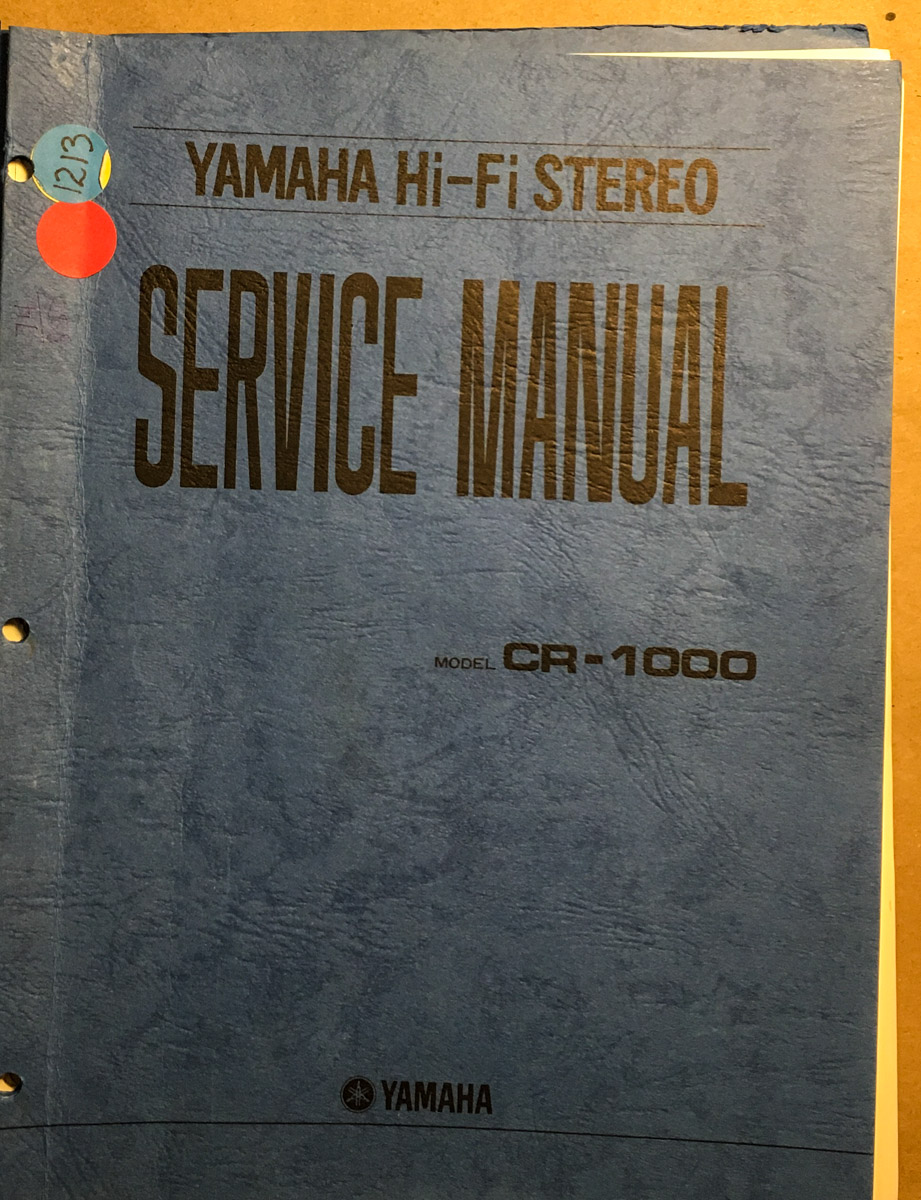 1213
YAMAHA Hi-Fi STEREO
SERVICE MANUAL
MODEL CR-1000
YAMAHA